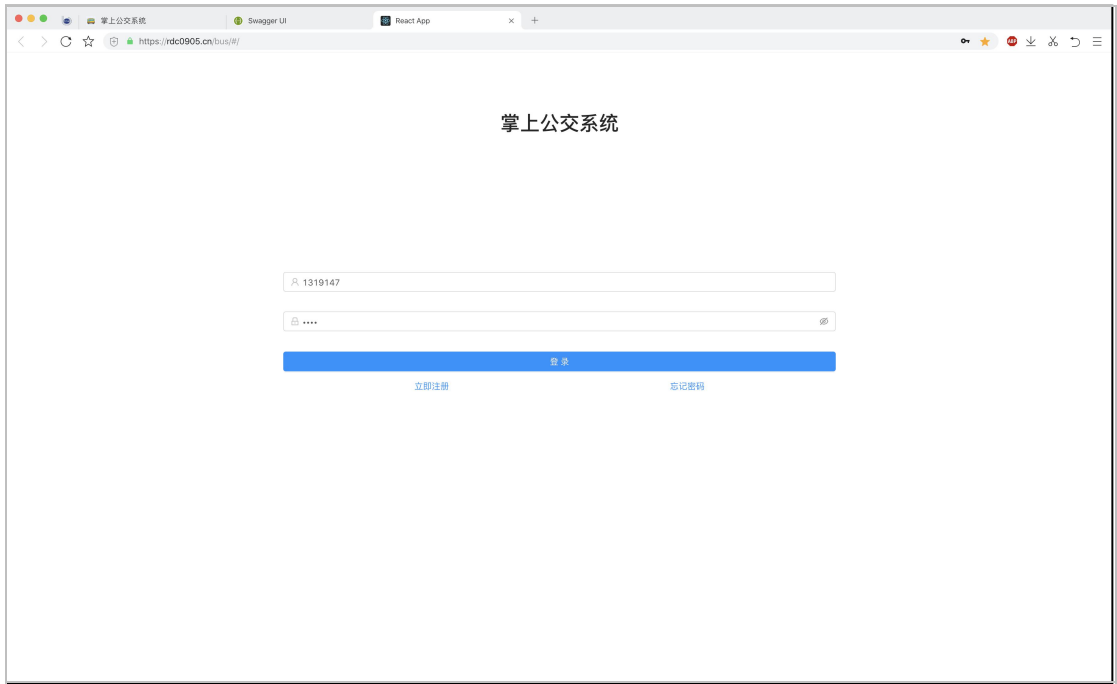 掌上公交系统
Swagger UI
React App
https://rdc0905.cn/bus/#/
ABP
掌上公交系统
1319147
••••
登 录
立即注册
忘记密码